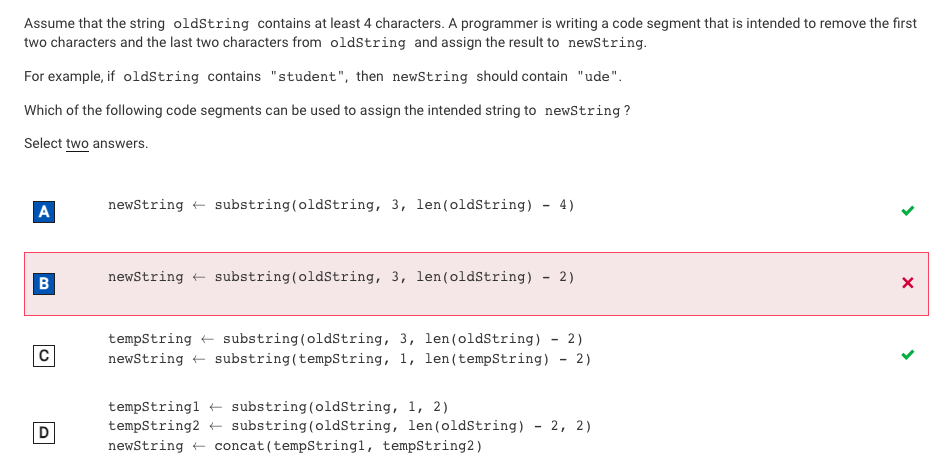 Assume that the string oldString contains at least 4 characters. A programmer is writing a code segment that is intended to remove the first
two characters and the last two characters from oldString and assign the result to newString.
For example, if oldString contains "student", then newString should contain "ude".
Which of the following code segments can be used to assign the intended string to newString ?
Select two answers.
A newString ← substring(oldString, 3, len(oldString) - 4)
B newString ← substring(oldString, 3, len(oldString) - 2)
C tempString ← substring(oldString, 3, len(oldString) - 2)
newString ← substring(tempString, 1, len(tempString) - 2)
D tempString1 ← substring(oldString, 1, 2)
tempString2 ← substring(oldString, len(oldString) - 2, 2)
newString ← concat(tempString1, tempString2)